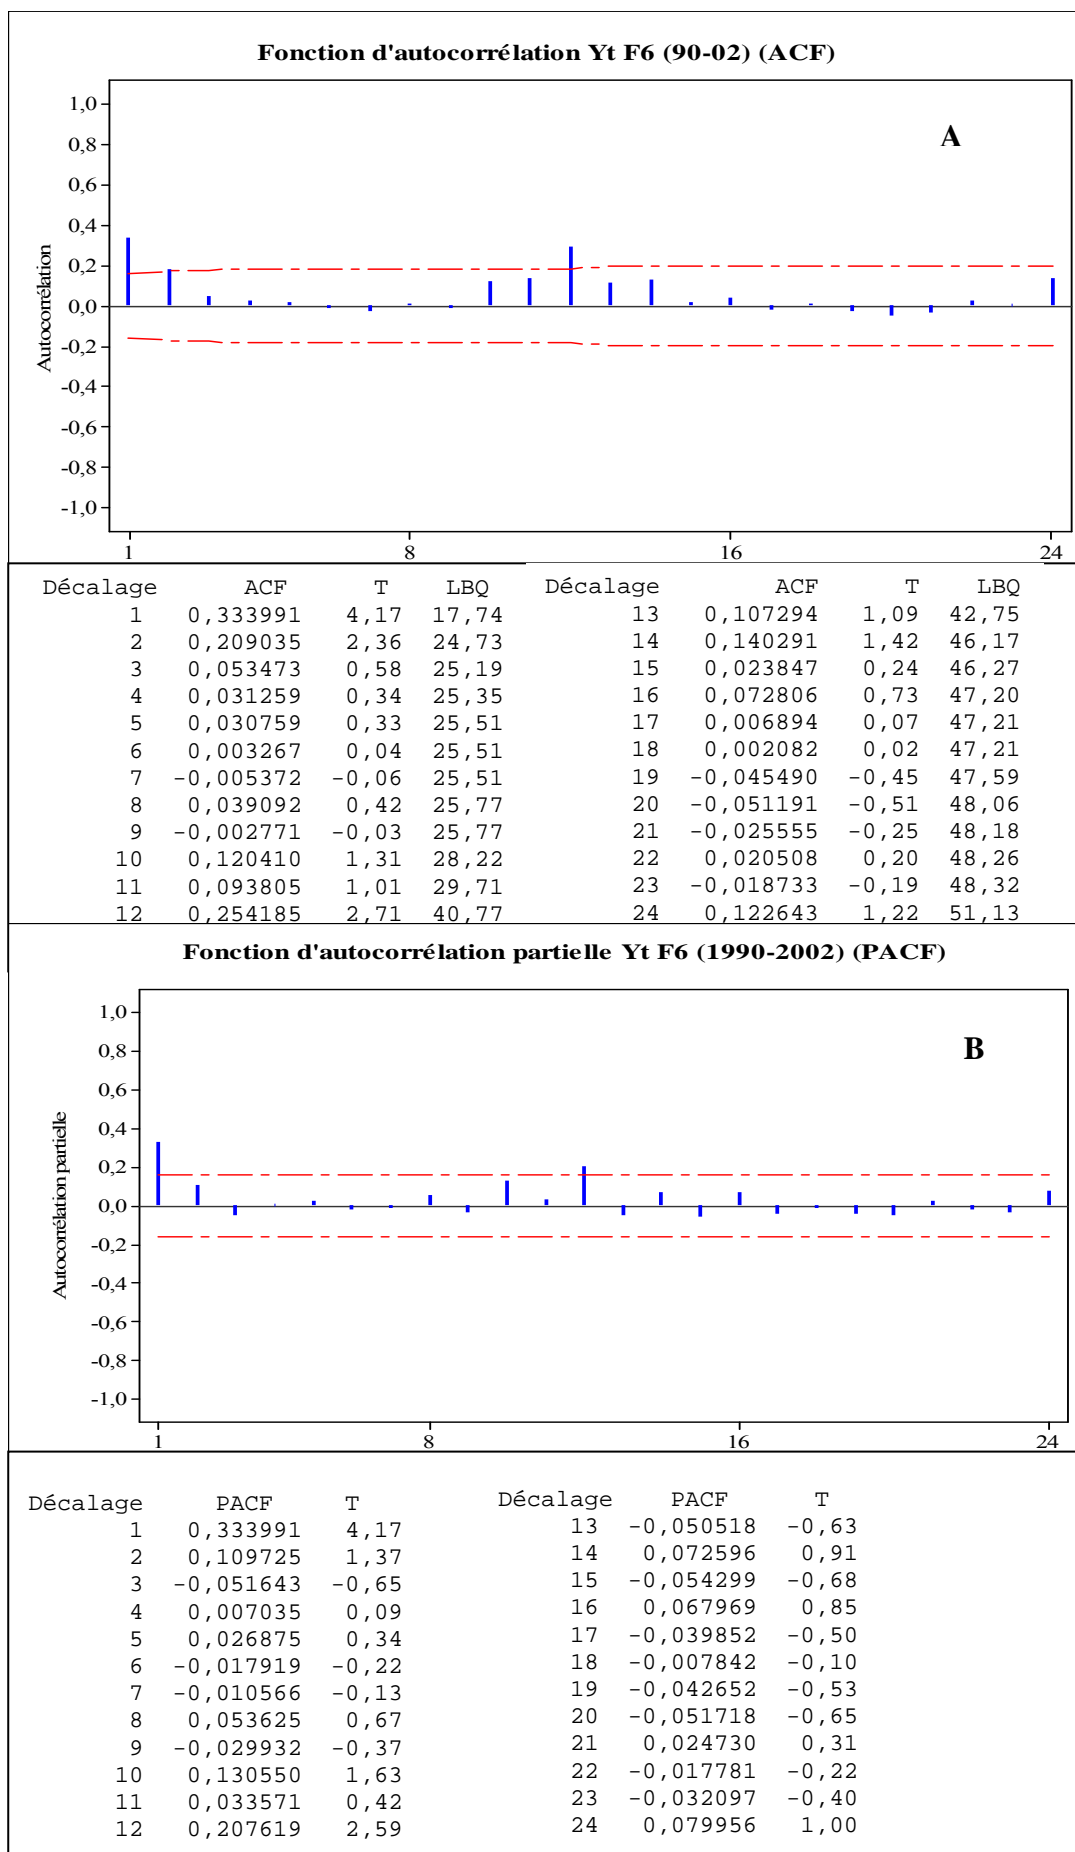 Fonction d'autocorrélation Yt F6 (90-02) (ACF)
A
Autocorrélation
1,0
0,8
0,6
0,4
0,2
0,0
-0,2
-0,4
-0,6
-0,8
-1,0
1 8 16 24
Décalage ACF T LBQ Décalage ACF T LBQ
1 0,333991 4,17 17,74 13 0,107294 1,09 42,75
2 0,209035 2,36 24,73 14 0,140291 1,42 46,17
3 0,053473 0,58 25,19 15 0,023847 0,24 46,27
4 0,031259 0,34 25,35 16 0,072806 0,73 47,20
5 0,030759 0,33 25,51 17 0,006894 0,07 47,21
6 0,003267 0,04 25,51 18 0,002082 0,02 47,21
7 -0,005372 -0,06 25,51 19 -0,045490 -0,45 47,59
8 0,039092 0,42 25,77 20 -0,051191 -0,51 48,06
9 -0,002771 -0,03 25,77 21 -0,025555 -0,25 48,18
10 0,120410 1,31 28,22 22 0,020508 0,20 48,26
11 0,093805 1,01 29,71 23 -0,018733 -0,19 48,32
12 0,254185 2,71 40,77 24 0,122643 1,22 51,13
Fonction d'autocorrélation partielle Yt F6 (1990-2002) (PACF)
B
Autocorrélation partielle
1,0
0,8
0,6
0,4
0,2
0,0
-0,2
-0,4
-0,6
-0,8
-1,0
1 8 16 24
Décalage PACF T Décalage PACF T
1 0,333991 4,17 13 -0,050518 -0,63
2 0,109725 1,37 14 0,072596 0,91
3 -0,051643 -0,65 15 -0,054299 -0,68
4 0,007035 0,09 16 0,067969 0,85
5 0,026875 0,34 17 -0,039852 -0,50
6 -0,017919 -0,22 18 -0,007842 -0,10
7 -0,010566 -0,13 19 -0,042652 -0,53
8 0,053625 0,67 20 -0,051718 -0,65
9 -0,029932 -0,37 21 0,024730 0,31
10 0,130550 1,63 22 -0,017781 -0,22
11 0,033571 0,42 23 -0,032097 -0,40
12 0,207619 2,59 24 0,079956 1,00